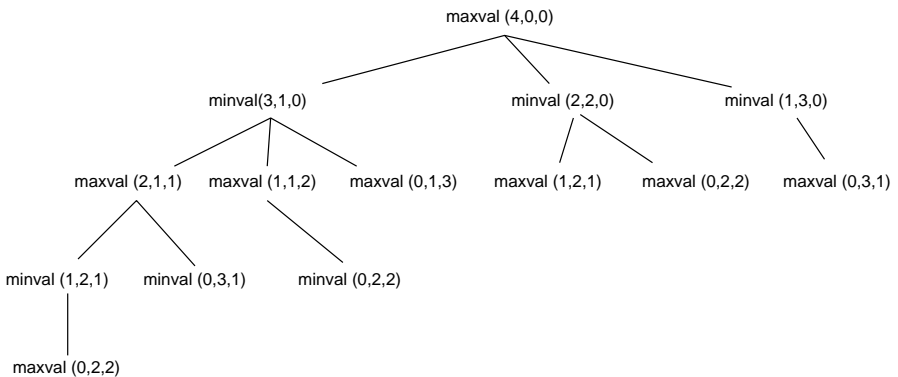 maxval (4,0,0)
minval(3,1,0) minval (2,2,0) minval (1,3,0)
maxval (2,1,1) maxval (1,1,2) maxval (0,1,3) maxval (1,2,1) maxval (0,2,2) maxval (0,3,1)
minval (1,2,1) minval (0,3,1) minval (0,2,2)
maxval (0,2,2)